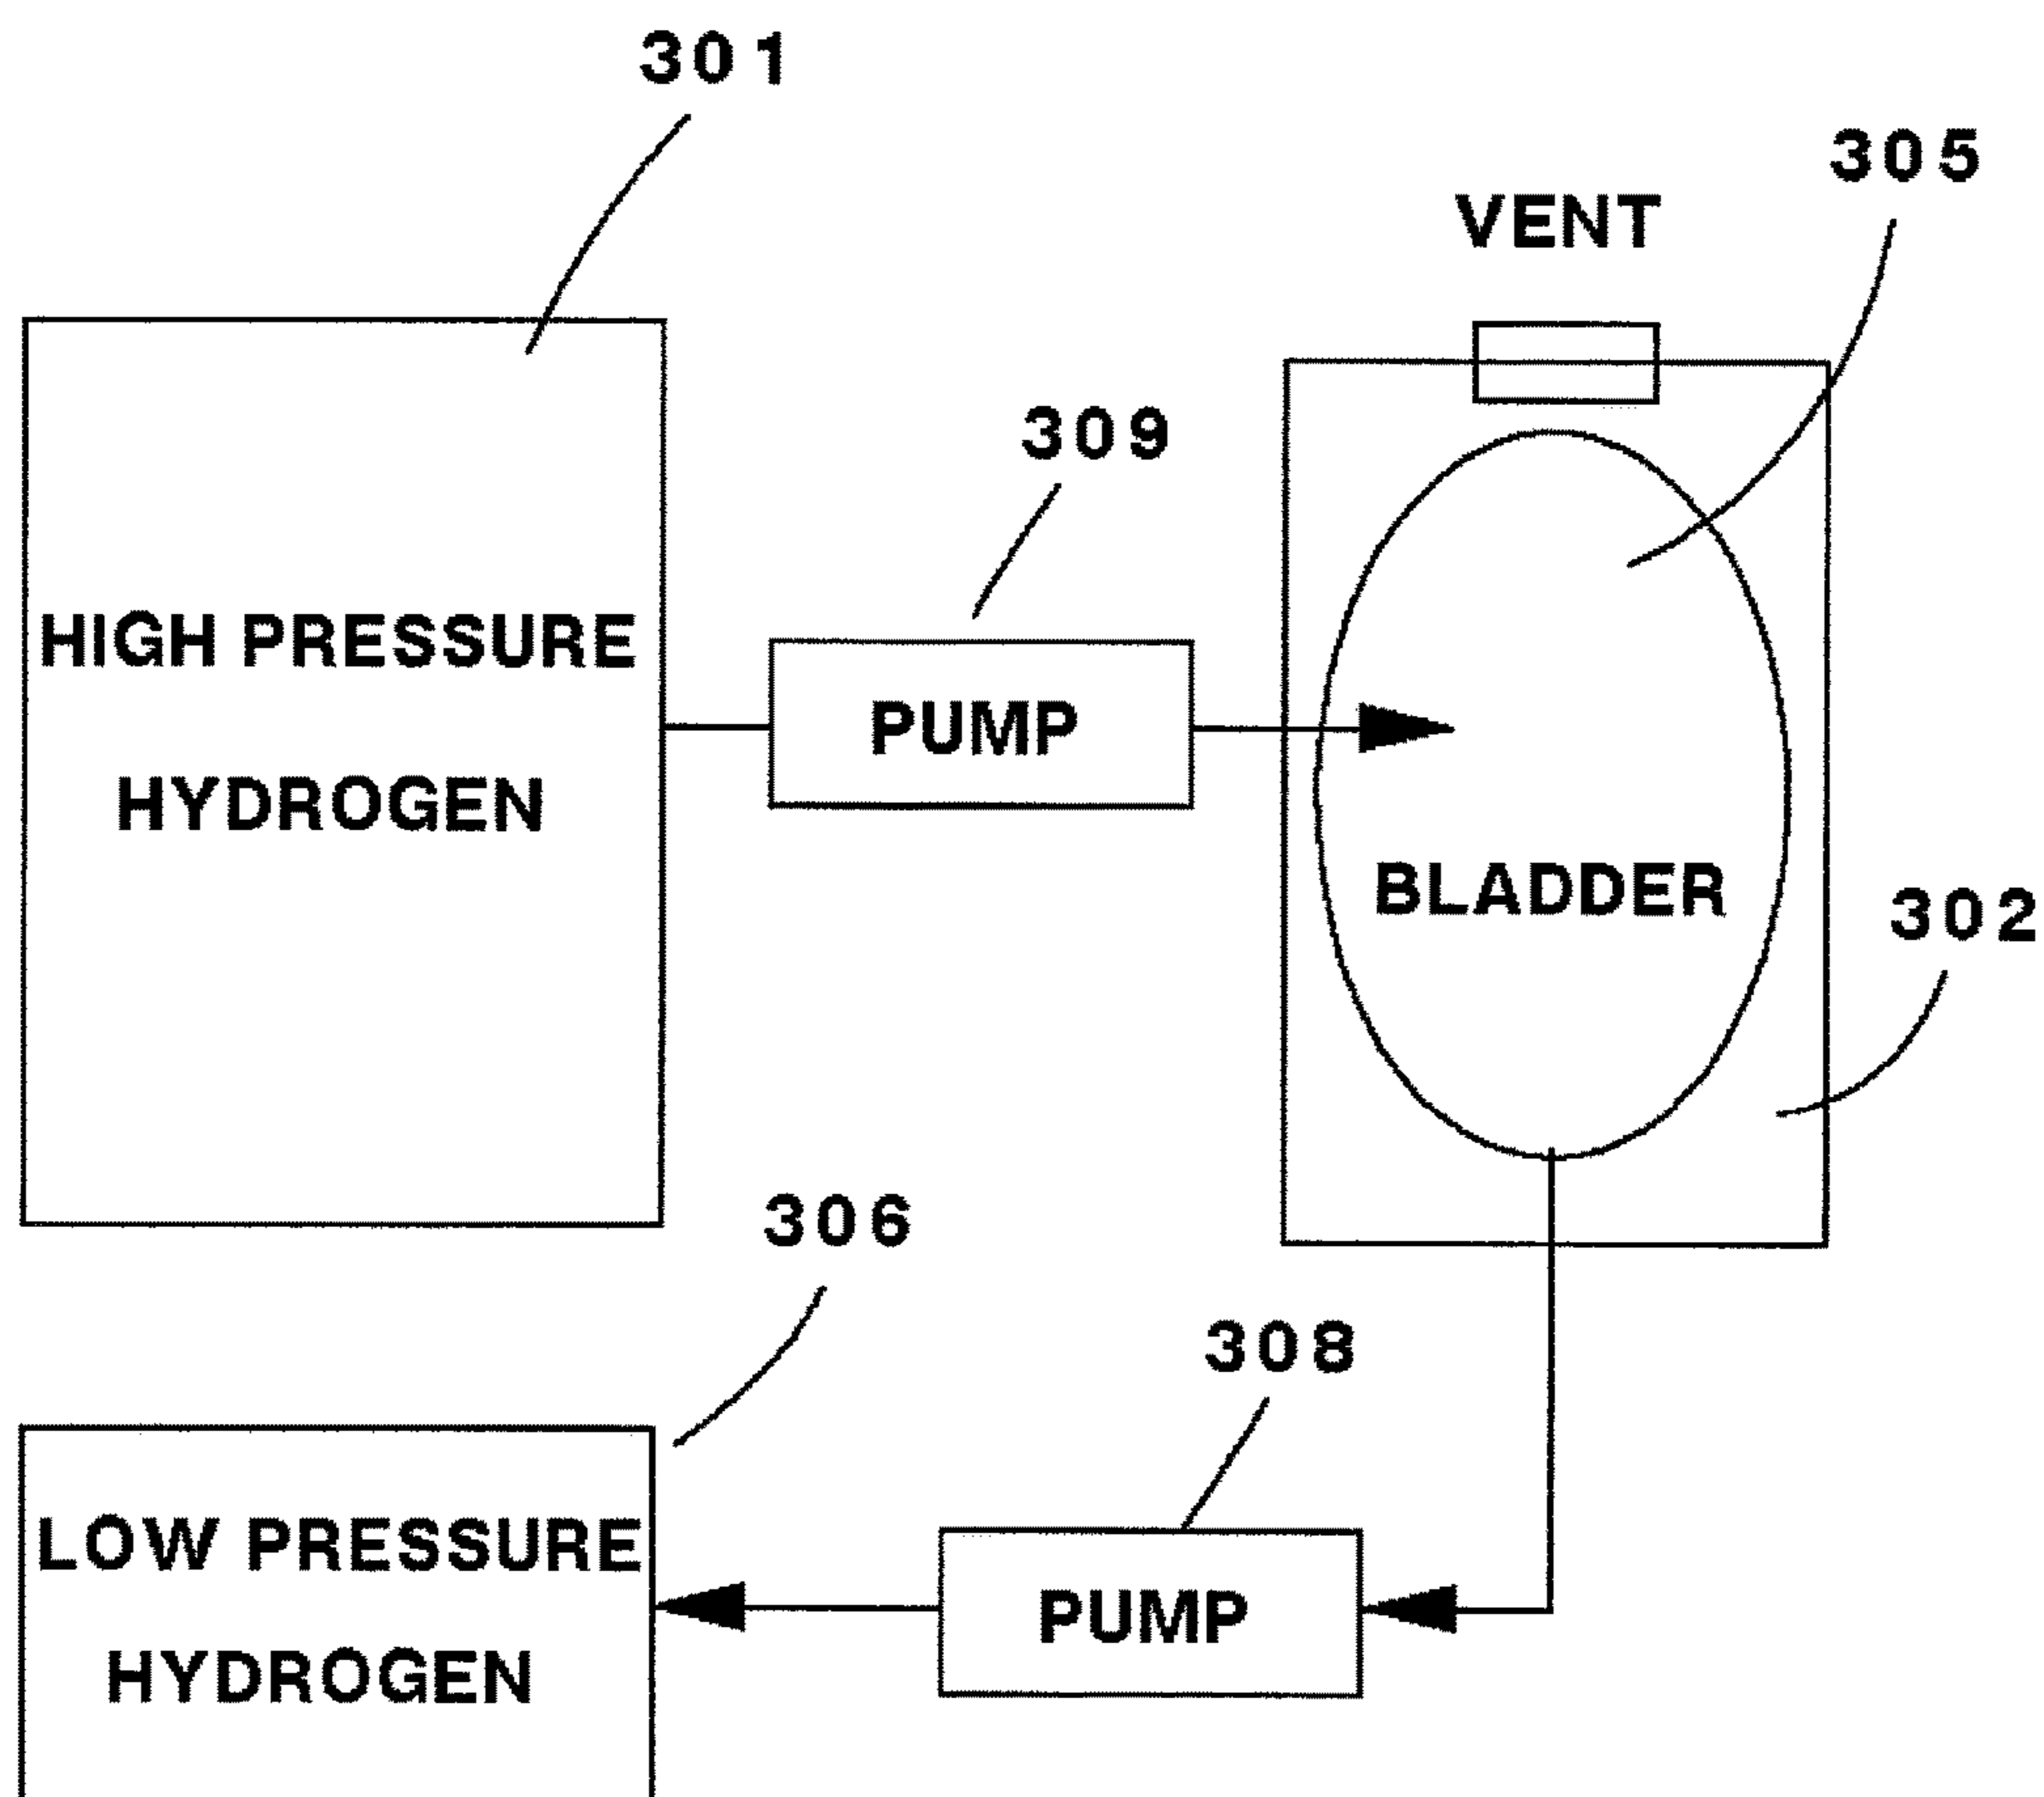 301
305
VENT
309
HIGH PRESSURE
HYDROGEN
PUMP
BLADDER
302
306
308
LOW PRESSURE
HYDROGEN
PUMP